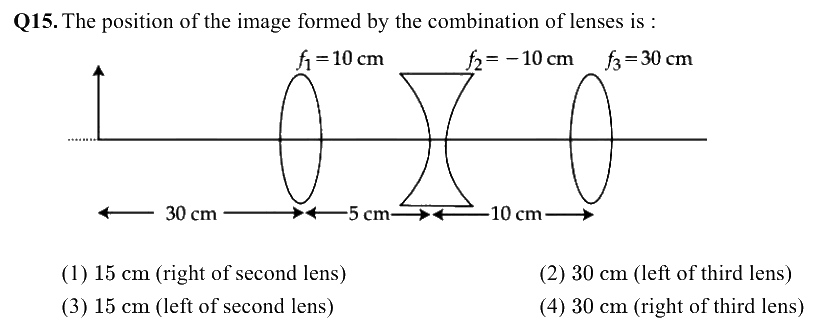 Q15. The position of the image formed by the combination of lenses is :
f₁ = 10 cm f₂ = − 10 cm f₃ = 30 cm
30 cm 5 cm 10 cm
(1) 15 cm (right of second lens) (2) 30 cm (left of third lens)
(3) 15 cm (left of second lens) (4) 30 cm (right of third lens)